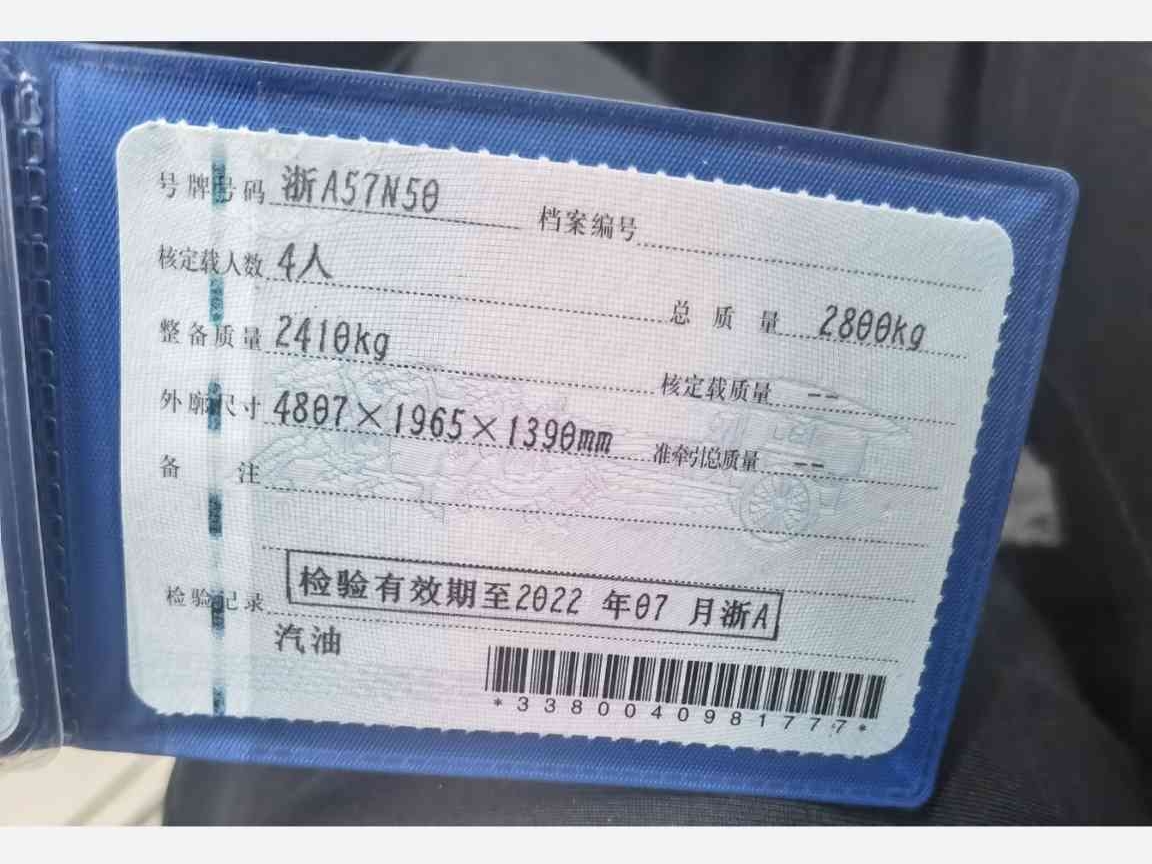 号牌号码 浙A57N50 档案编号
核定载人数 4人 总质量 2800kg
整备质量 2410kg 核定载质量 --
外廓尺寸 4807×1965×1390mm 准牵引总质量 --
备注
检验记录 检验有效期至2022 年07 月浙A
汽油
*3380040981777*